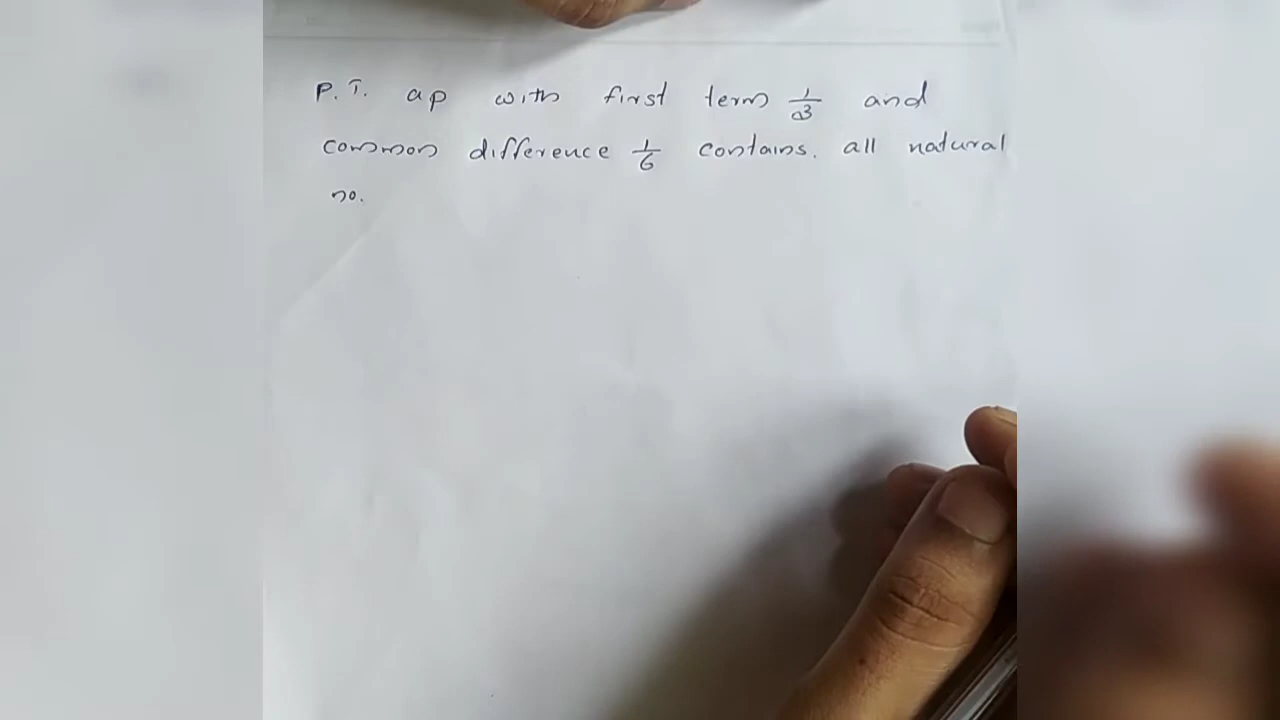 P.T. ap with first term 1/3 and
common difference 1/6 contains. all natural
no.